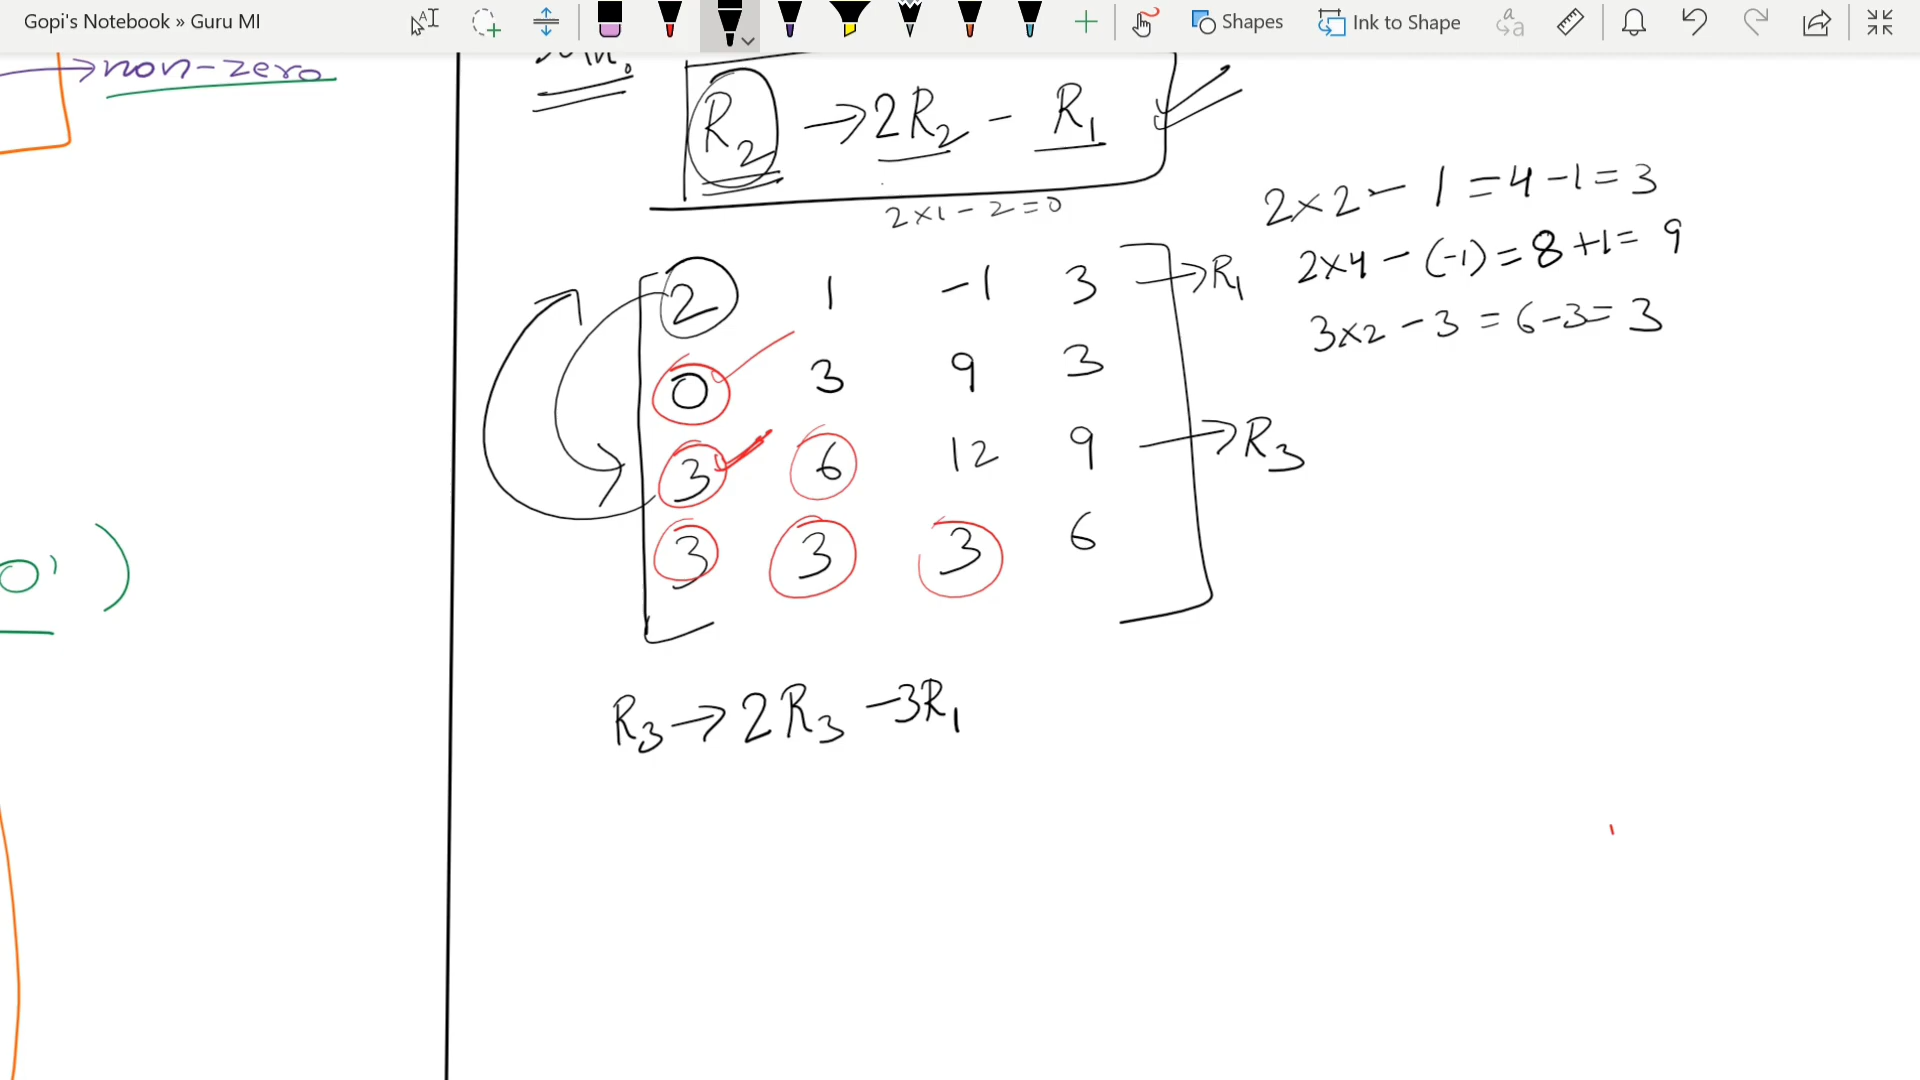 Gopi's Notebook » Guru MI
Shapes
Ink to Shape
→ non-zero
R₂ → 2R₂ - R₁
2×1 - 2 = 0
2×2 - 1 = 4 - 1 = 3
2×4 - (-1) = 8 + 1 = 9
3×2 - 3 = 6 - 3 = 3
2 1 -1 3 → R₁
0 3 9 3
3 6 12 9 → R₃
3 3 3 6
0' )
R₃ → 2R₃ - 3R₁